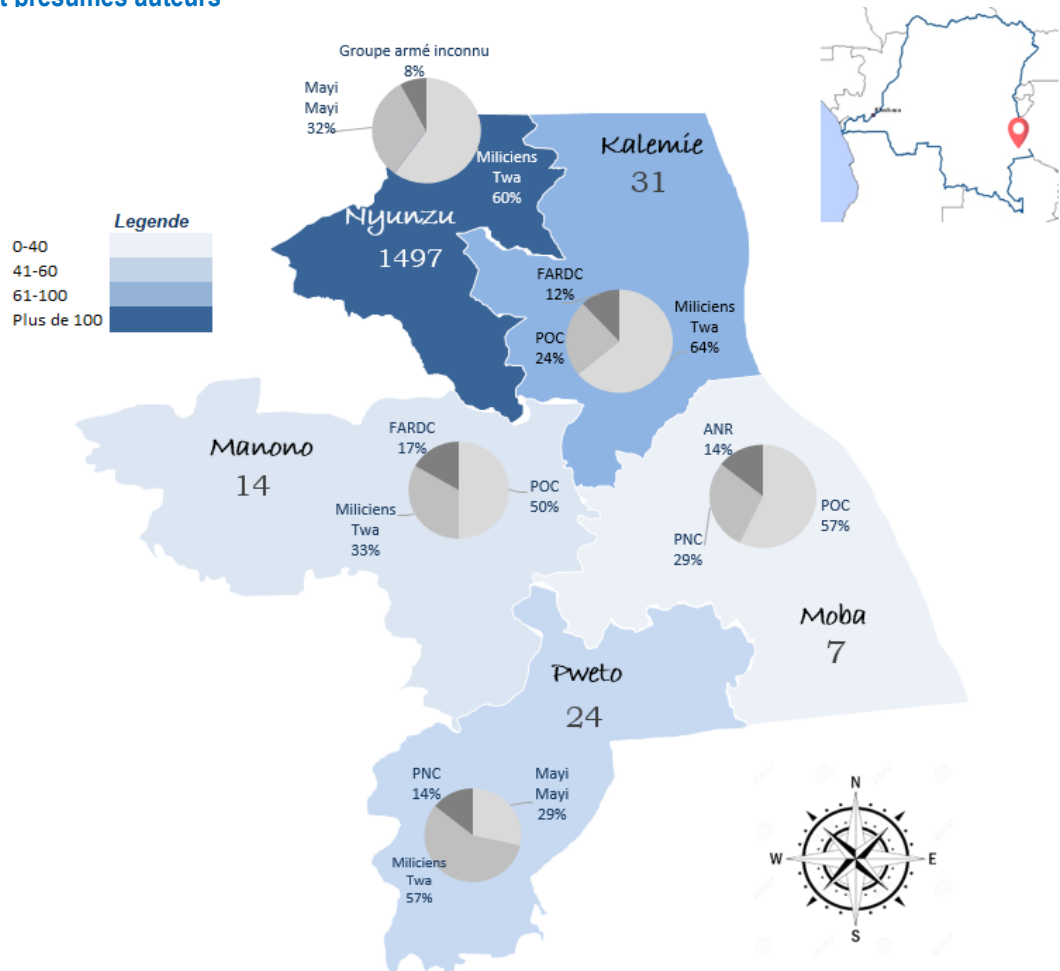 t présumés auteurs
Groupe armé inconnu
8%
Mayi
Mayi
32%
Miliciens
Twa
60%
Nyunzu
1497
Kalemie
31
Legende
0-40
41-60
61-100
Plus de 100
FARDC
12%
POC
24%
Miliciens
Twa
64%
Manono
14
FARDC
17%
POC
50%
Miliciens
Twa
33%
ANR
14%
POC
57%
PNC
29%
Moba
7
Pweto
24
PNC
14%
Mayi
Mayi
29%
Miliciens
Twa
57%
N
W
E
S